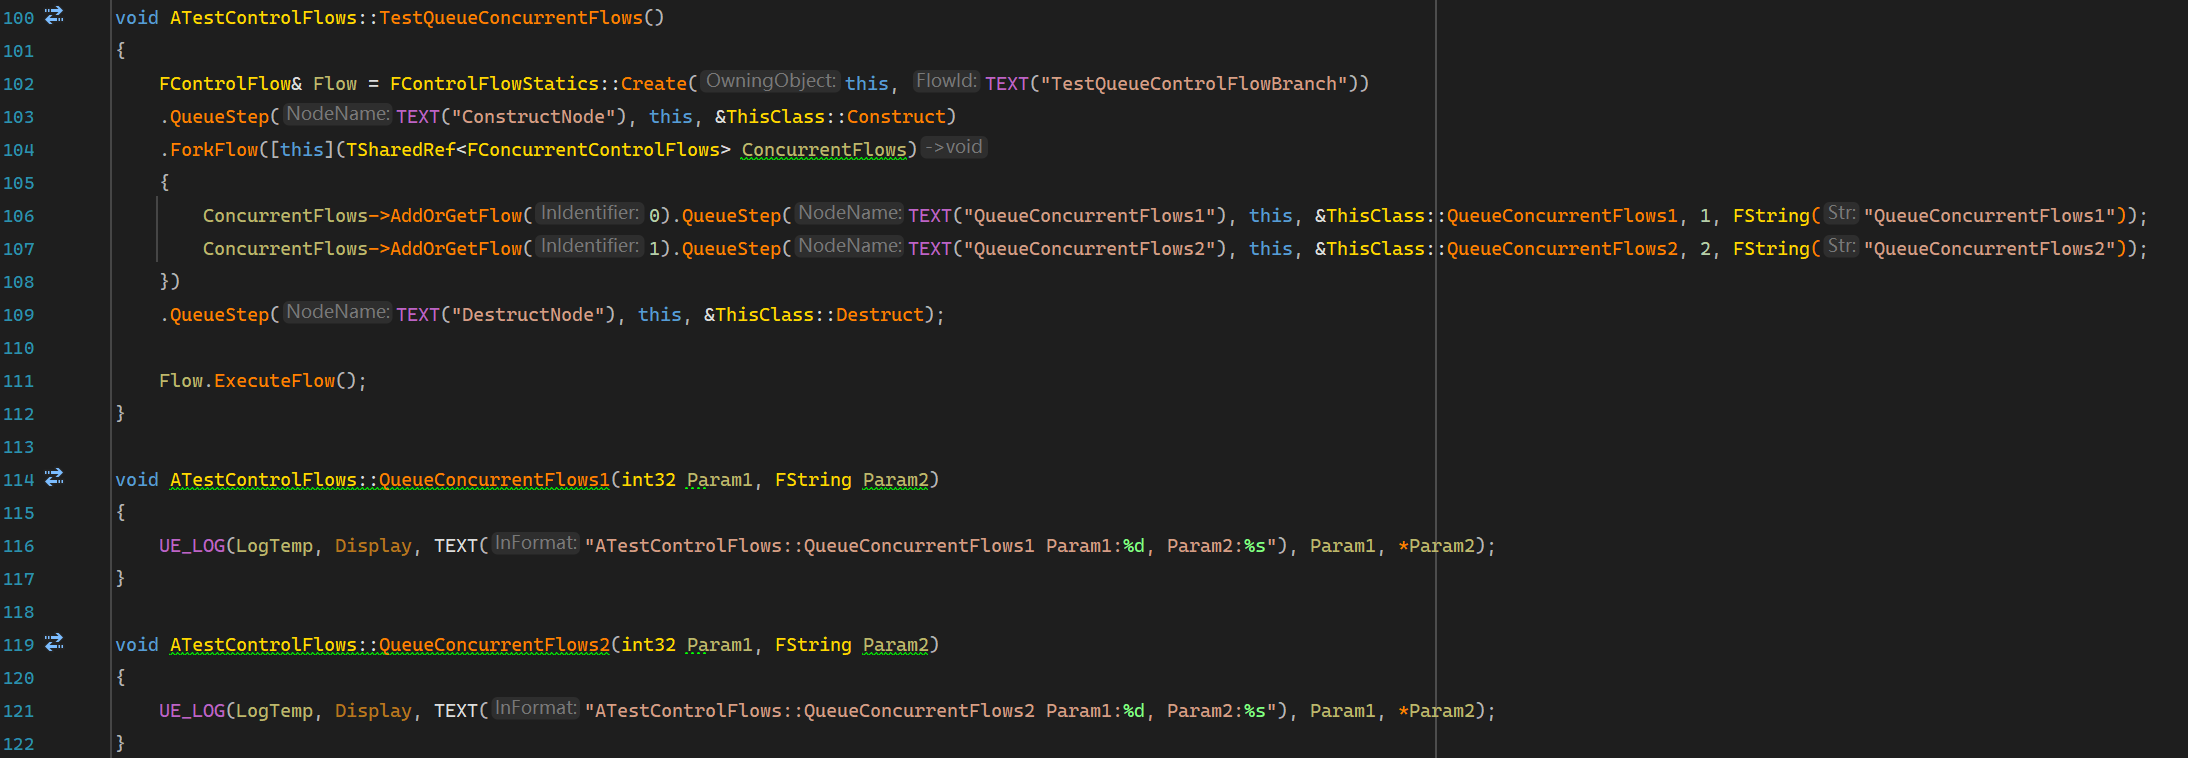 100 void ATestControlFlows::TestQueueConcurrentFlows()
101 {
102 FControlFlow& Flow = FControlFlowStatics::Create(OwningObject: this, FlowId: TEXT("TestQueueControlFlowBranch"))
103 .QueueStep(NodeName: TEXT("ConstructNode"), this, &ThisClass::Construct)
104 .ForkFlow([this](TSharedRef<FConcurrentControlFlows> ConcurrentFlows) ->void
105 {
106 ConcurrentFlows->AddOrGetFlow(InIdentifier: 0).QueueStep(NodeName: TEXT("QueueConcurrentFlows1"), this, &ThisClass::QueueConcurrentFlows1, 1, FString(Str: "QueueConcurrentFlows1"));
107 ConcurrentFlows->AddOrGetFlow(InIdentifier: 1).QueueStep(NodeName: TEXT("QueueConcurrentFlows2"), this, &ThisClass::QueueConcurrentFlows2, 2, FString(Str: "QueueConcurrentFlows2"));
108 })
109 .QueueStep(NodeName: TEXT("DestructNode"), this, &ThisClass::Destruct);
110
111 Flow.ExecuteFlow();
112 }
113
114 void ATestControlFlows::QueueConcurrentFlows1(int32 Param1, FString Param2)
115 {
116 UE_LOG(LogTemp, Display, TEXT(InFormat: "ATestControlFlows::QueueConcurrentFlows1 Param1:%d, Param2:%s"), Param1, *Param2);
117 }
118
119 void ATestControlFlows::QueueConcurrentFlows2(int32 Param1, FString Param2)
120 {
121 UE_LOG(LogTemp, Display, TEXT(InFormat: "ATestControlFlows::QueueConcurrentFlows2 Param1:%d, Param2:%s"), Param1, *Param2);
122 }